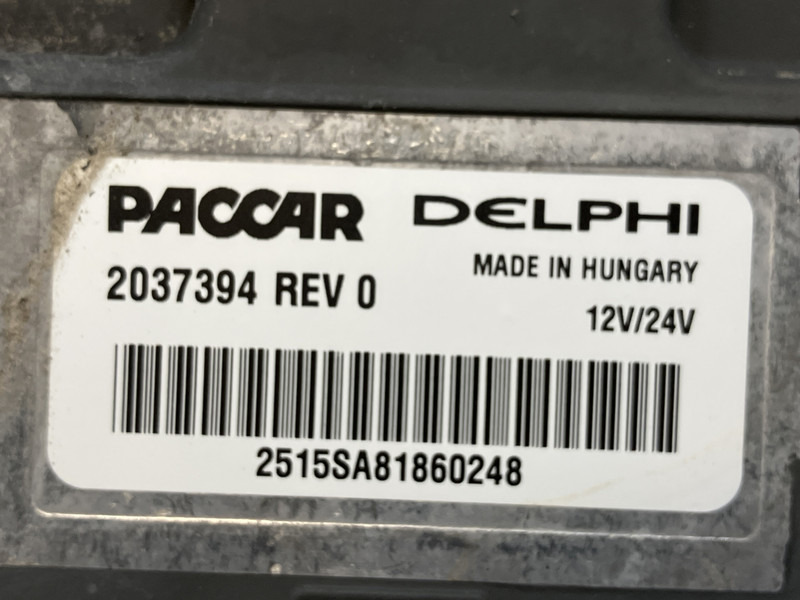 PACCAR DELPHI
2037394 REV 0
MADE IN HUNGARY
12V/24V
2515SA81860248